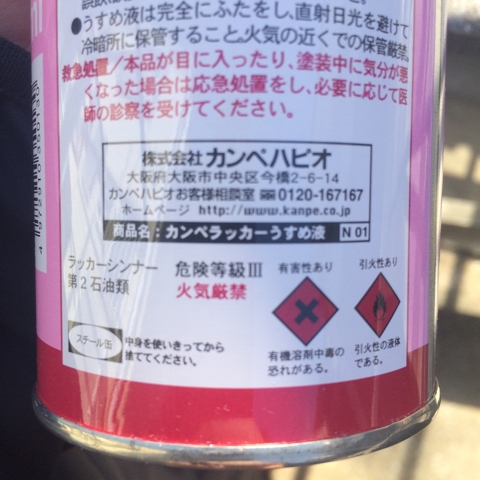 ●うすめ液は完全にふたをし、直射日光を避けて
冷暗所に保管すること。火気の近くでの保管厳禁。
救急処置/本品が目に入ったり、塗装中に気分が悪
くなった場合は応急処置をし、必要に応じて医
師の診察を受けてください。
株式会社 カンペハピオ
大阪府大阪市中央区今橋2-6-14
カンペハピオお客様相談室 0120-167167
ホームページ http://www.kanpe.co.jp
商品名:カンペラッカーうすめ液 N 01
ラッカーシンナー
第2石油類
危険等級III
火気厳禁
有害性あり
有機溶剤中毒の
恐れがある。
引火性あり
引火性の液体
である。
スチール缶
中身を使いきってから
捨ててください。